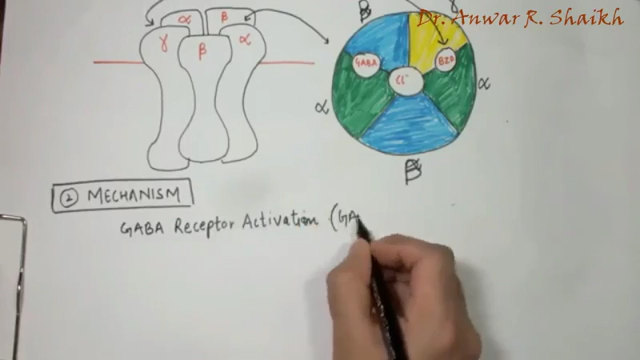 Dr. Anwar R. Shaikh
β γ
α β
γ α
β
GABA BZD
Cl⁻
α α
β
② MECHANISM
GABA Receptor Activation (GA